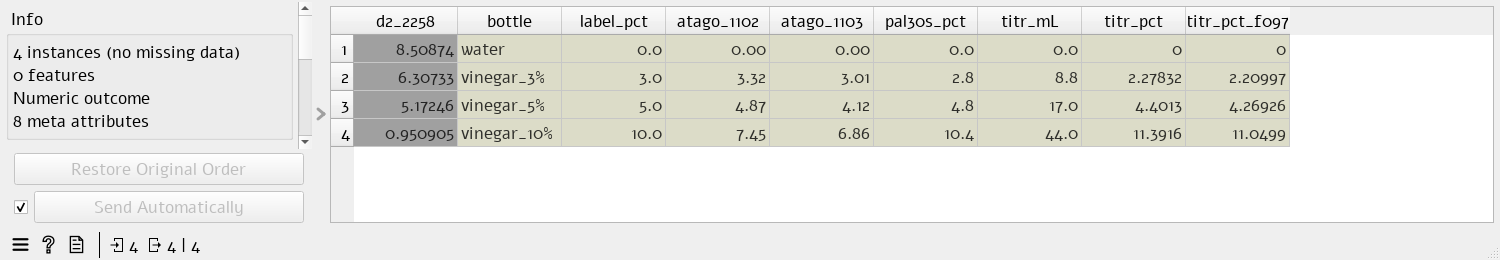 Info
4 instances (no missing data)
0 features
Numeric outcome
8 meta attributes
Restore Original Order
Send Automatically
4 4 | 4
d2_2258 bottle label_pct atago_1102 atago_1103 pal30s_pct titr_mL titr_pct titr_pct_f097
1 8.50874 water 0.0 0.00 0.00 0.0 0.0 0 0
2 6.30733 vinegar_3% 3.0 3.32 3.01 2.8 8.8 2.27832 2.20997
3 5.17246 vinegar_5% 5.0 4.87 4.12 4.8 17.0 4.4013 4.26926
4 0.950905 vinegar_10% 10.0 7.45 6.86 10.4 44.0 11.3916 11.0499